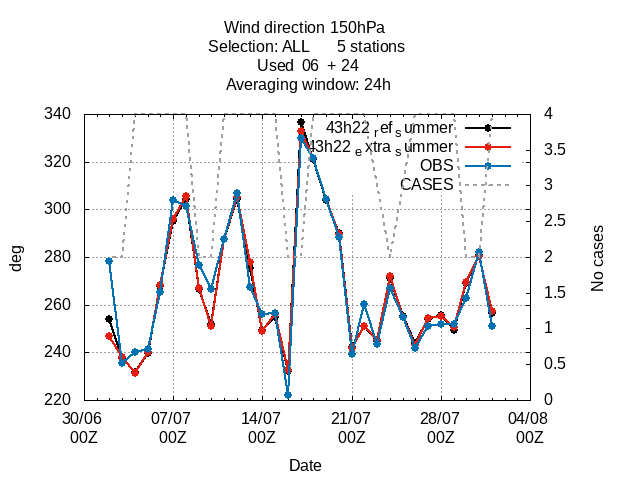 Wind direction 150hPa
Selection: ALL      5 stations
Used  06  + 24
Averaging window: 24h
340 4
43h22 refsummer
3.5
43h22 extra summer
320
OBS
CASES 3
300
2.5
280 2
deg
No cases
1.5
260
1
240 0.5
220 0
30/06 07/07 14/07 21/07 28/07 04/08
00Z 00Z 00Z 00Z 00Z 00Z
Date